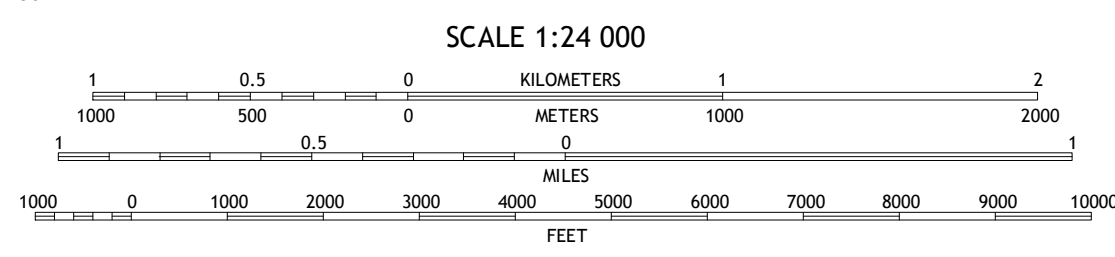 SCALE 1:24 000
1 0.5 0 KILOMETERS 1 2
1000 500 0 METERS 1000 2000
1 0.5 0 1
MILES
1000 0 1000 2000 3000 4000 5000 6000 7000 8000 9000 10000
FEET